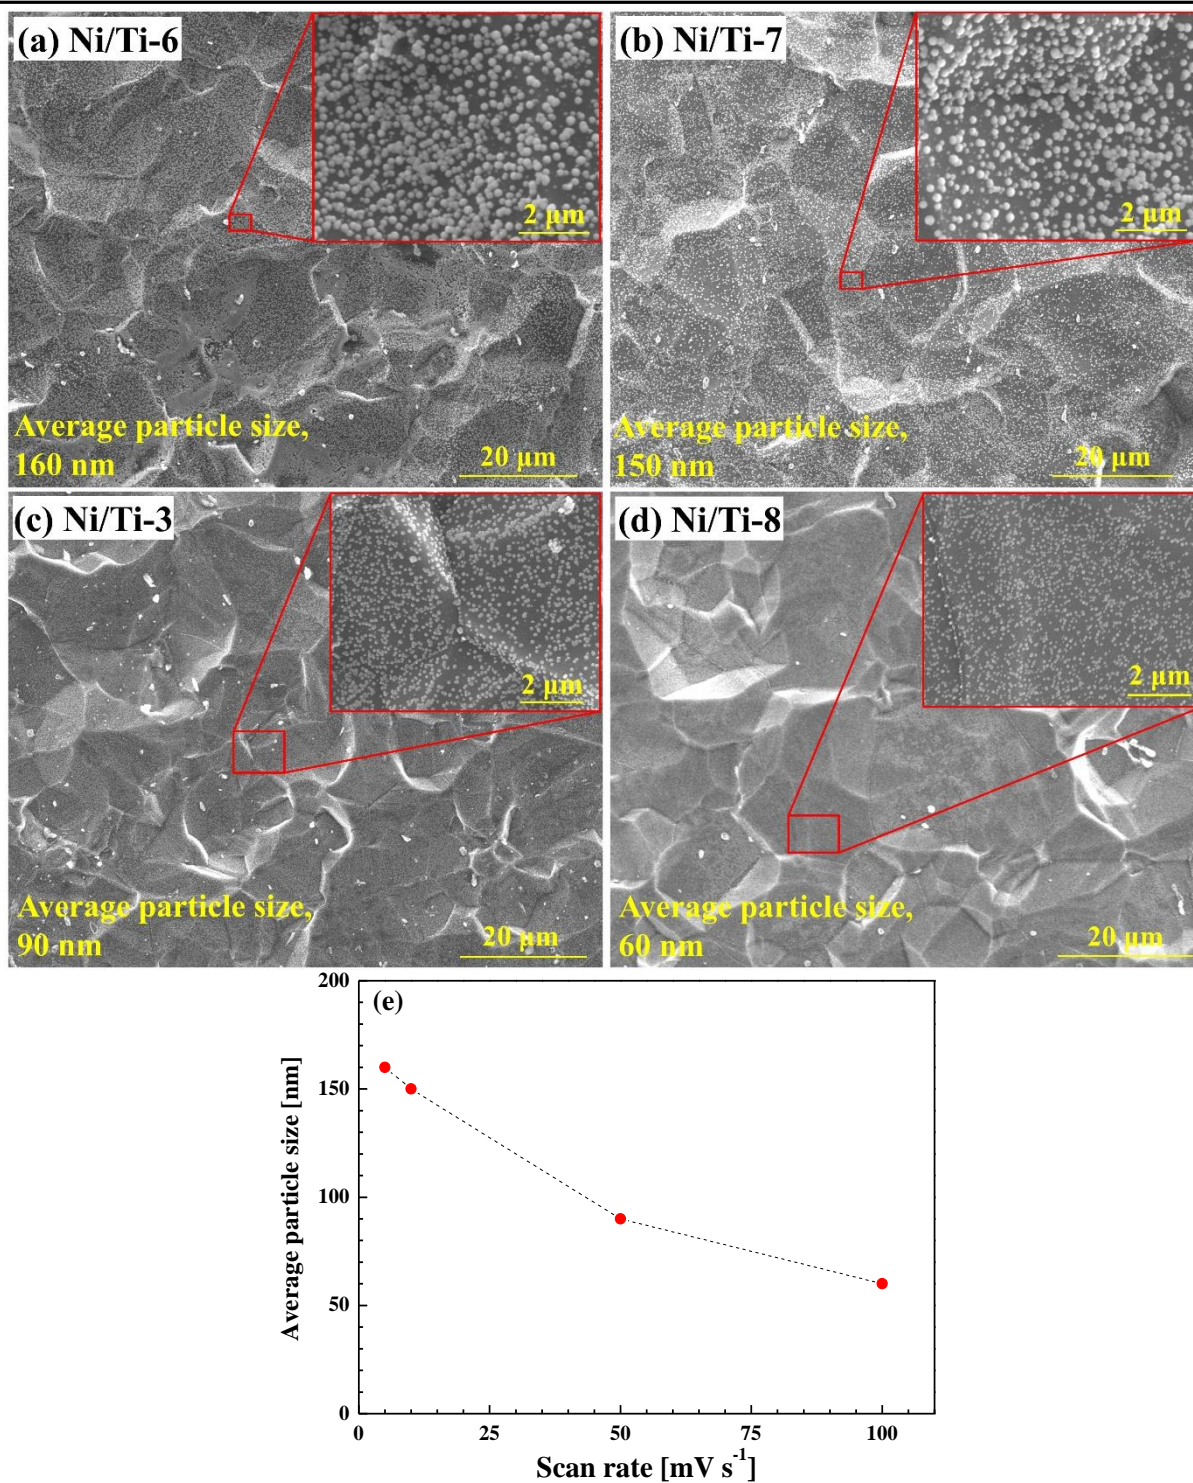 (a) Ni/Ti-6
2 μm
Average particle size,
160 nm
20 μm
(b) Ni/Ti-7
2 μm
Average particle size,
150 nm
20 μm
(c) Ni/Ti-3
2 μm
Average particle size,
90 nm
20 μm
(d) Ni/Ti-8
2 μm
Average particle size,
60 nm
20 μm
(e)
200
150
100
50
0
Average particle size [nm]
0 25 50 75 100
Scan rate [mV s⁻¹]